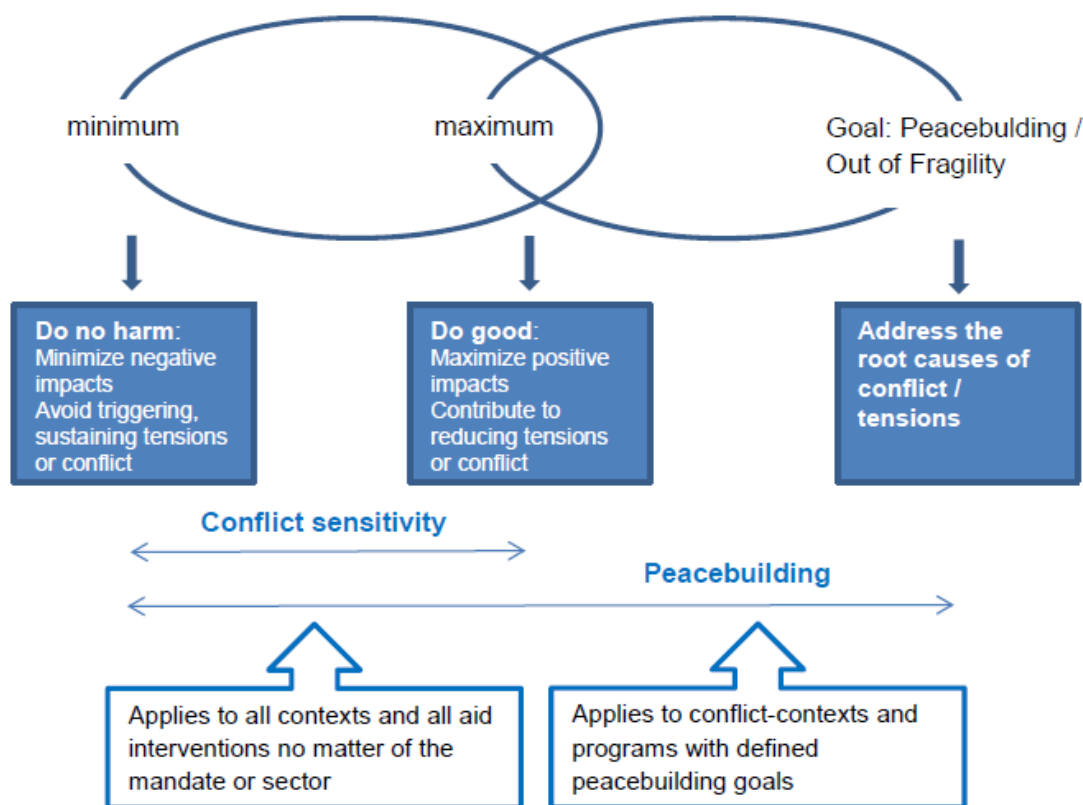 minimum
maximum
Goal: Peacebulding /
Out of Fragility
Do no harm:
Minimize negative
impacts
Avoid triggering,
sustaining tensions
or conflict
Do good:
Maximize positive
impacts
Contribute to
reducing tensions
or conflict
Address the
root causes of
conflict /
tensions
Conflict sensitivity
Peacebuilding
Applies to all contexts and all aid
interventions no matter of the
mandate or sector
Applies to conflict-contexts and
programs with defined
peacebuilding goals